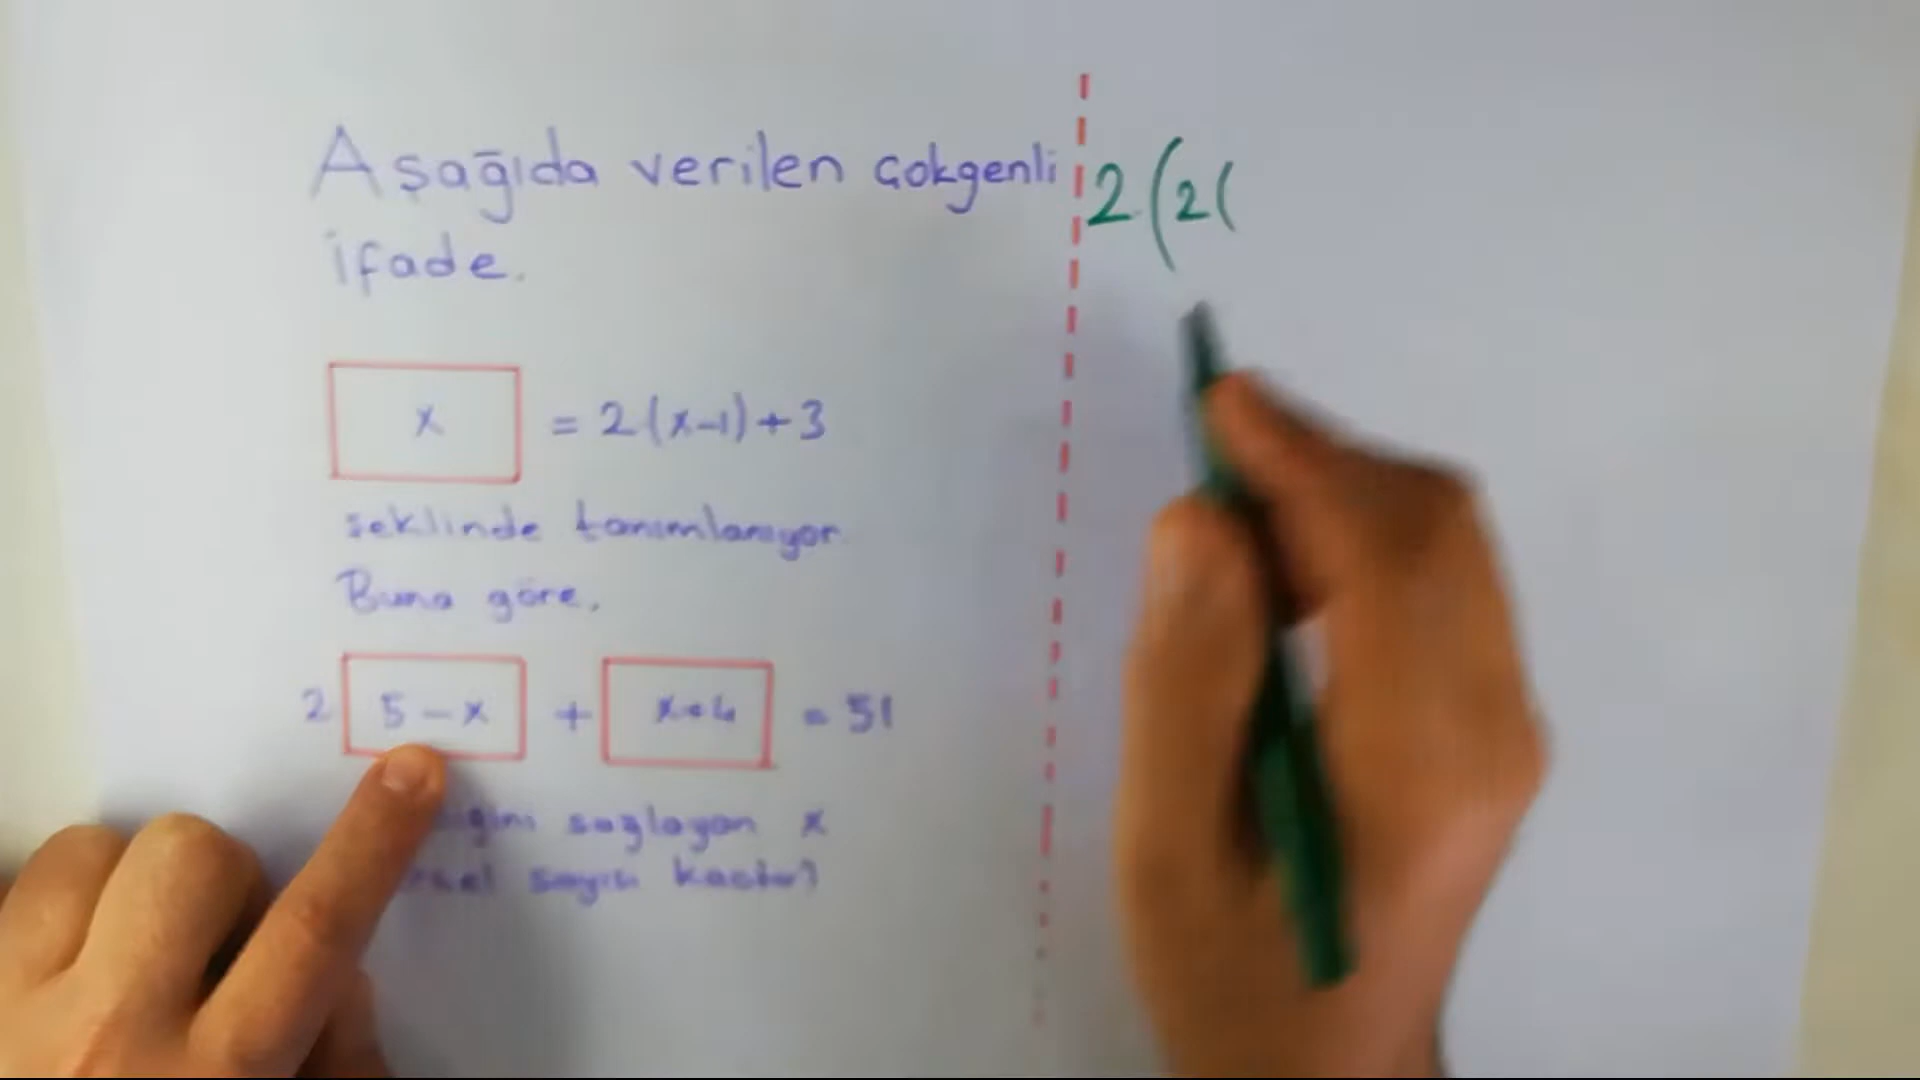 Aşağıda verilen çokgenli
ifade.
x = 2(x-1)+3
şeklinde tanımlanıyor.
Buna göre,
2 5-x + x+4 = 51
sağlayan x
sayısı kaçtır?
2(2(